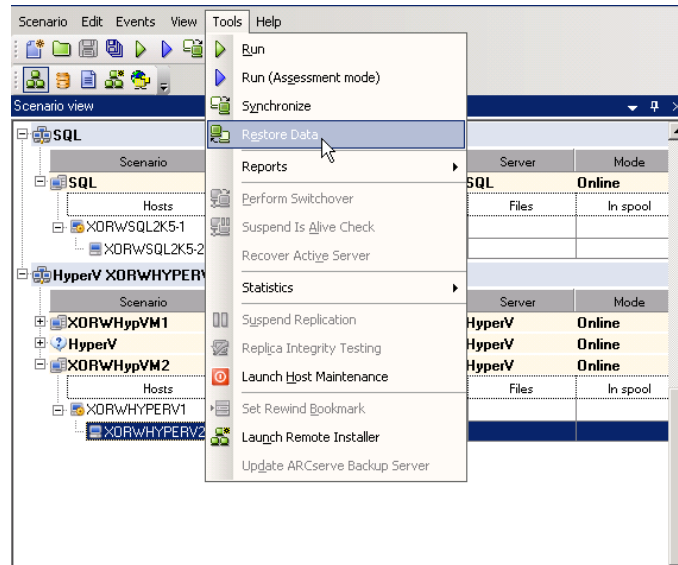 Scenario Edit Events View Tools Help
Run
Run (Assessment mode)
Synchronize
Restore Data
Reports
Perform Switchover
Suspend Is Alive Check
Recover Active Server
Statistics
Suspend Replication
Replica Integrity Testing
Launch Host Maintenance
Set Rewind Bookmark
Launch Remote Installer
Update ARCserve Backup Server
Scenario view
SQL
Scenario Server Mode
SQL SQL Online
Hosts Files In spool
XORWSQL2K5-1
XORWSQL2K5-2
HyperV XORWHYPERV
Scenario Server Mode
XORWHypVM1 HyperV Online
HyperV HyperV Online
XORWHypVM2 HyperV Online
Hosts Files In spool
XORWHYPERV1
XORWHYPERV2